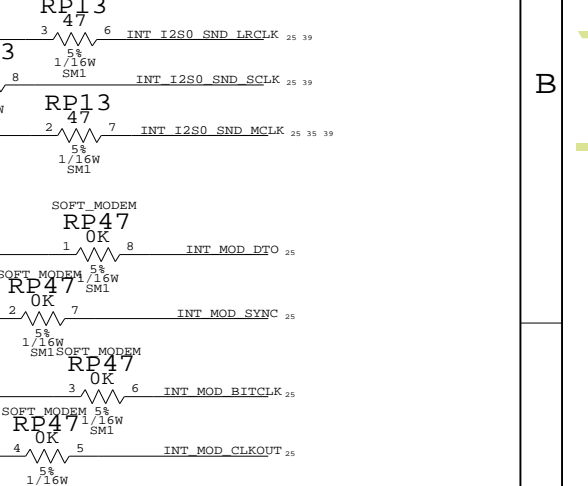 RP13
47
3 6 INT_I2S0_SND_LRCLK 25 39
5%
1/16W
SM1
3
8 INT_I2S0_SND_SCLK 25 39
W
B
RP13
47
2 7 INT_I2S0_SND_MCLK 25 35 39
5%
1/16W
SM1
SOFT_MODEM
RP47
0K
1 8 INT_MOD_DTO 25
5%
1/16W
SM1
SOFT_MODEM
RP47
0K
2 7 INT_MOD_SYNC 25
5%
1/16W
SM1
SOFT_MODEM
RP47
0K
3 6 INT_MOD_BITCLK 25
5%
1/16W
SM1
SOFT_MODEM
RP47
0K
4 5 INT_MOD_CLKOUT 25
5%
1/16W